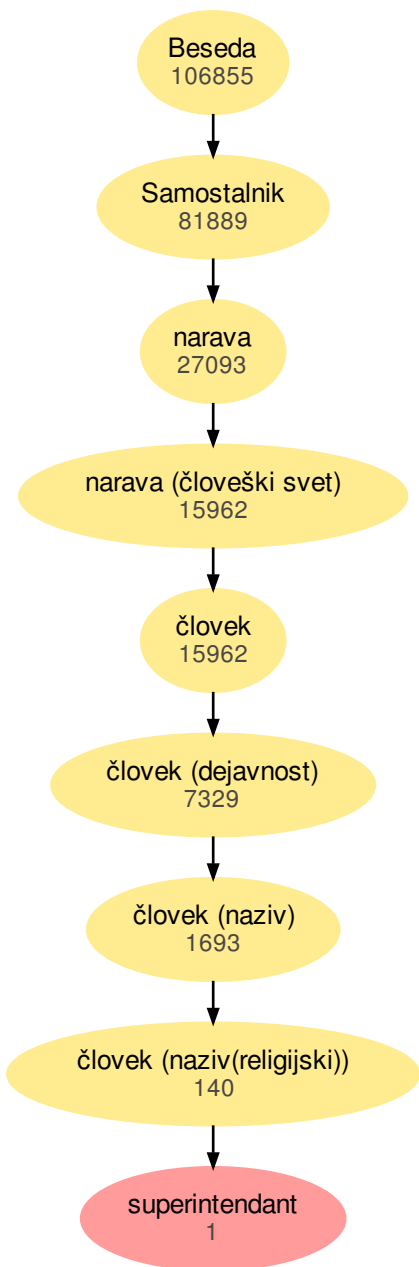 Beseda
106855
Samostalnik
81889
narava
27093
narava (človeški svet)
15962
človek
15962
človek (dejavnost)
7329
človek (naziv)
1693
človek (naziv(religijski))
140
superintendant
1